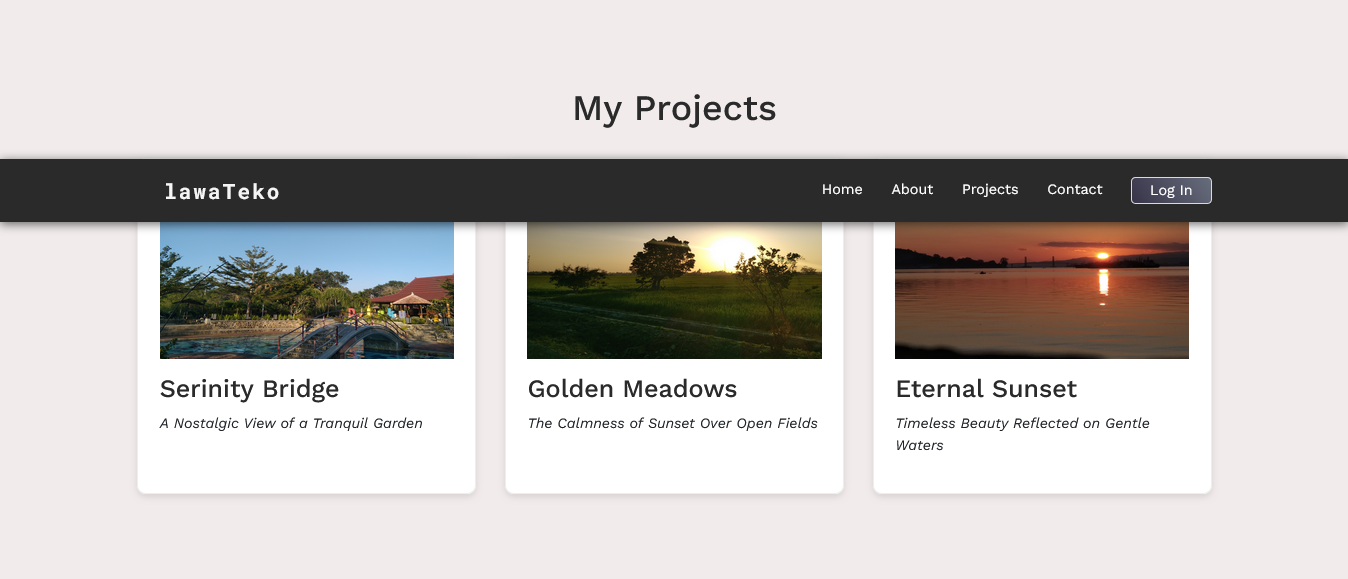 My Projects
lawaTeko
Home About Projects Contact Log In
Serinity Bridge
A Nostalgic View of a Tranquil Garden
Golden Meadows
The Calmness of Sunset Over Open Fields
Eternal Sunset
Timeless Beauty Reflected on Gentle
Waters